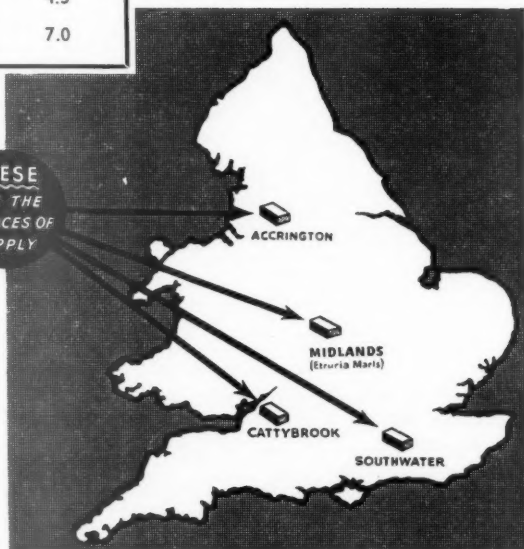 7.0
ESE
THE
CES OF
PPLY
ACCRINGTON
MIDLANDS
(Etruria Marls)
CATTYBROOK
SOUTHWATER